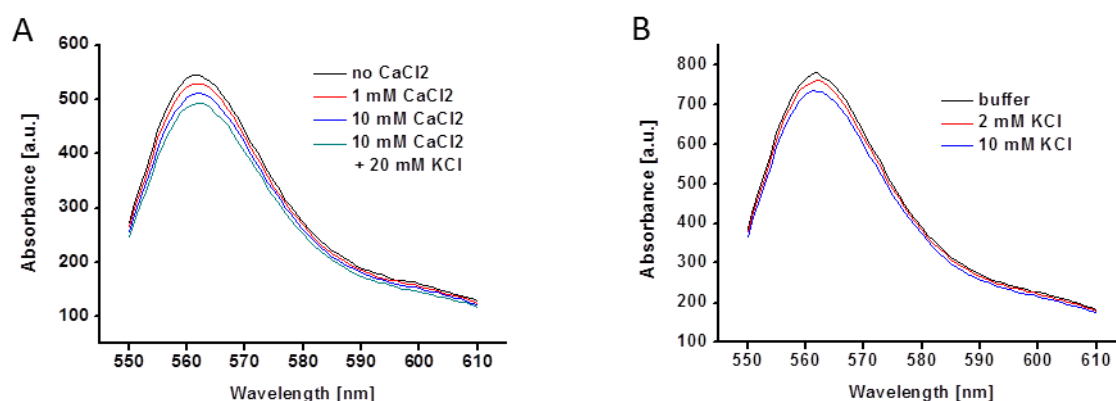 A
600
500
400
300
200
100
Absorbance [a.u.]
no CaCl2
1 mM CaCl2
10 mM CaCl2
10 mM CaCl2
+ 20 mM KCl
550 560 570 580 590 600 610
Wavelength [nm]
B
800
700
600
500
400
300
200
100
Absorbance [a.u.]
buffer
2 mM KCl
10 mM KCl
550 560 570 580 590 600 610
Wavelength [nm]